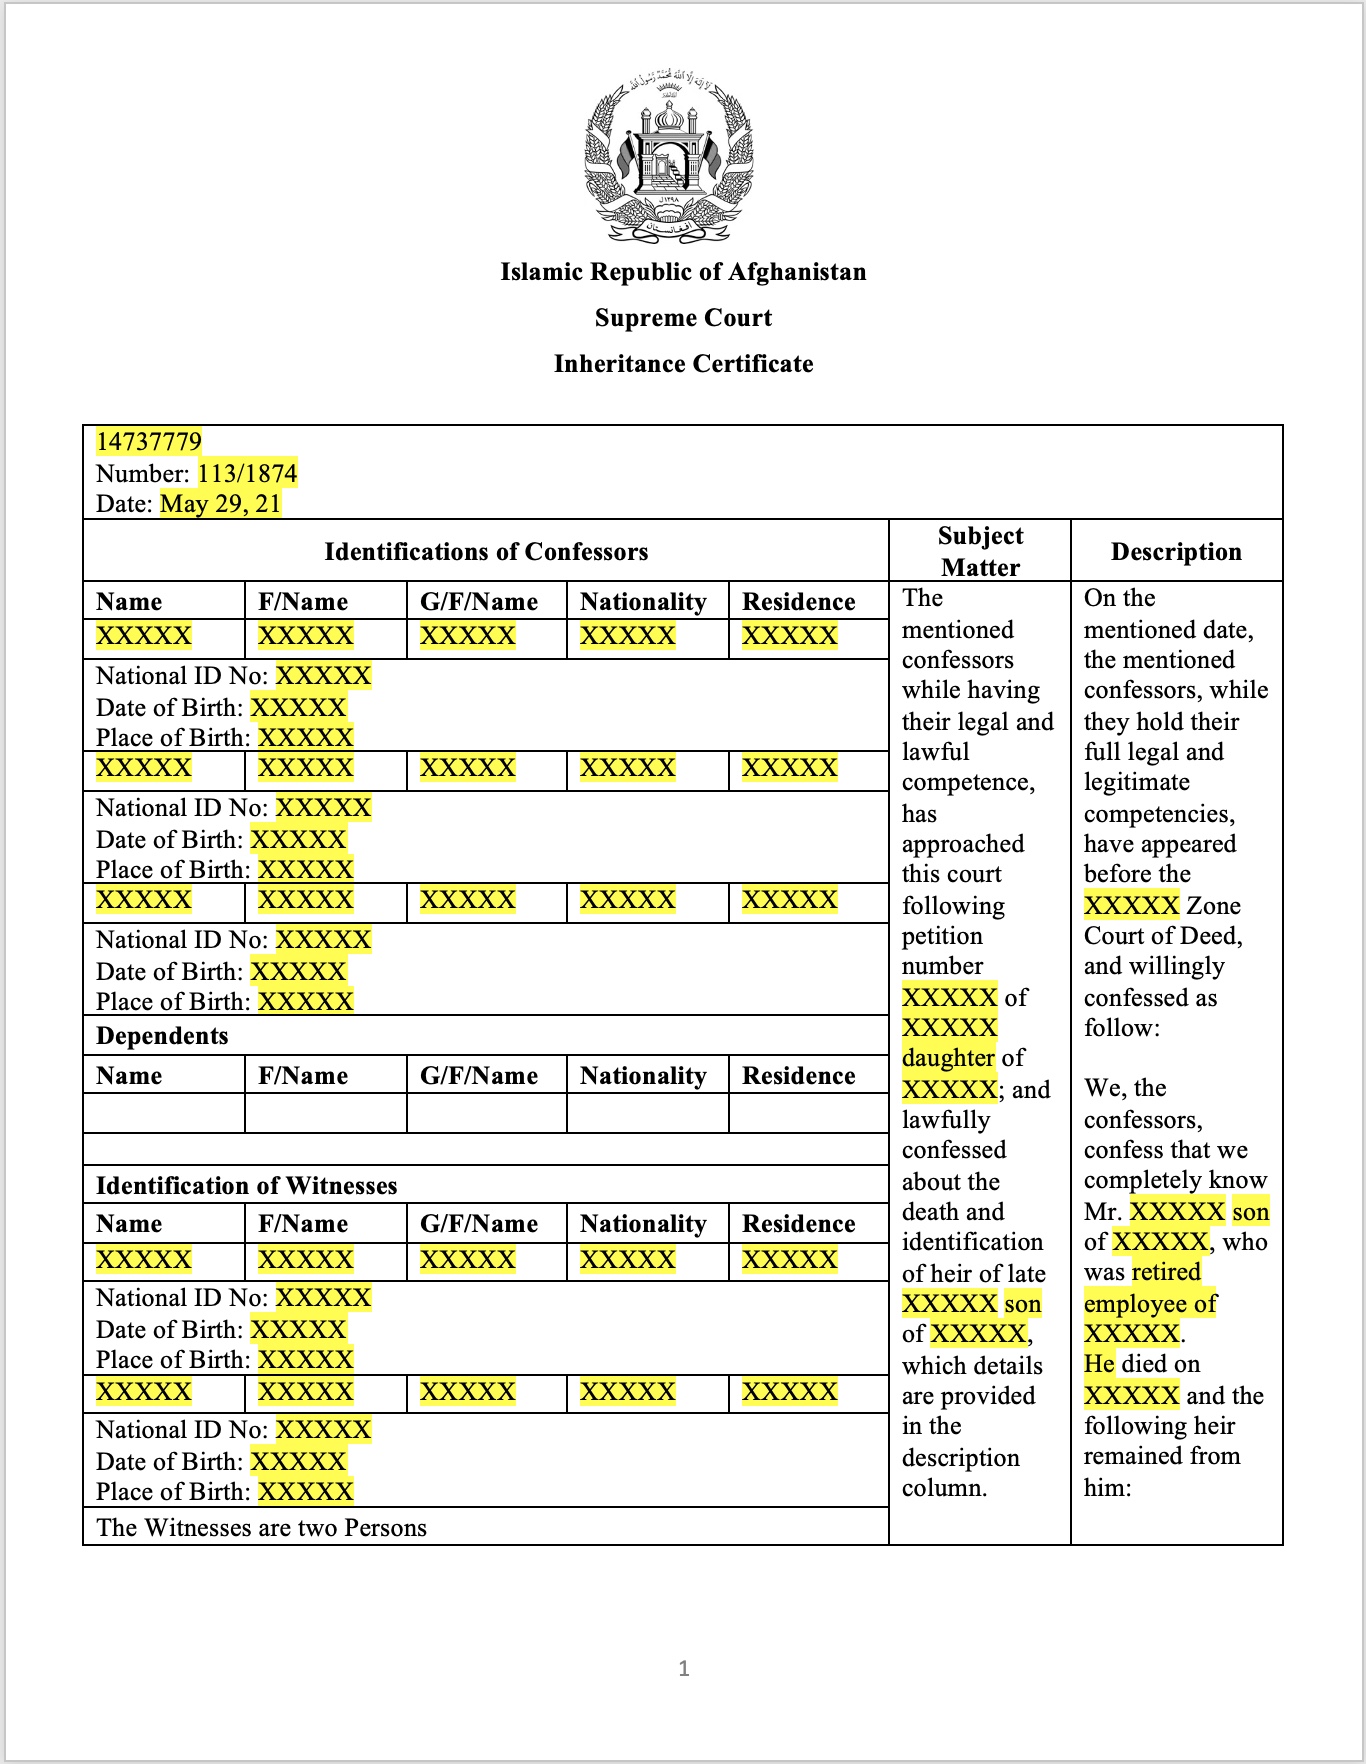 لا إله إلا الله محمد رسول الله
١٢٩٨ل
افغانستان
Islamic Republic of Afghanistan
Supreme Court
Inheritance Certificate
14737779
Number: 113/1874
Date: May 29, 21
Identifications of Confessors
Name F/Name G/F/Name Nationality Residence
XXXXX XXXXX XXXXX XXXXX XXXXX
National ID No: XXXXX
Date of Birth: XXXXX
Place of Birth: XXXXX
XXXXX XXXXX XXXXX XXXXX XXXXX
National ID No: XXXXX
Date of Birth: XXXXX
Place of Birth: XXXXX
XXXXX XXXXX XXXXX XXXXX XXXXX
National ID No: XXXXX
Date of Birth: XXXXX
Place of Birth: XXXXX
Dependents
Name F/Name G/F/Name Nationality Residence
Identification of Witnesses
Name F/Name G/F/Name Nationality Residence
XXXXX XXXXX XXXXX XXXXX XXXXX
National ID No: XXXXX
Date of Birth: XXXXX
Place of Birth: XXXXX
XXXXX XXXXX XXXXX XXXXX XXXXX
National ID No: XXXXX
Date of Birth: XXXXX
Place of Birth: XXXXX
The Witnesses are two Persons
Subject
Matter
The
mentioned
confessors
while having
their legal and
lawful
competence,
has
approached
this court
following
petition
number
XXXXX of
XXXXX
daughter of
XXXXX; and
lawfully
confessed
about the
death and
identification
of heir of late
XXXXX son
of XXXXX,
which details
are provided
in the
description
column.
Description
On the
mentioned date,
the mentioned
confessors, while
they hold their
full legal and
legitimate
competencies,
have appeared
before the
XXXXX Zone
Court of Deed,
and willingly
confessed as
follow:
We, the
confessors,
confess that we
completely know
Mr. XXXXX son
of XXXXX, who
was retired
employee of
XXXXX.
He died on
XXXXX and the
following heir
remained from
him:
1